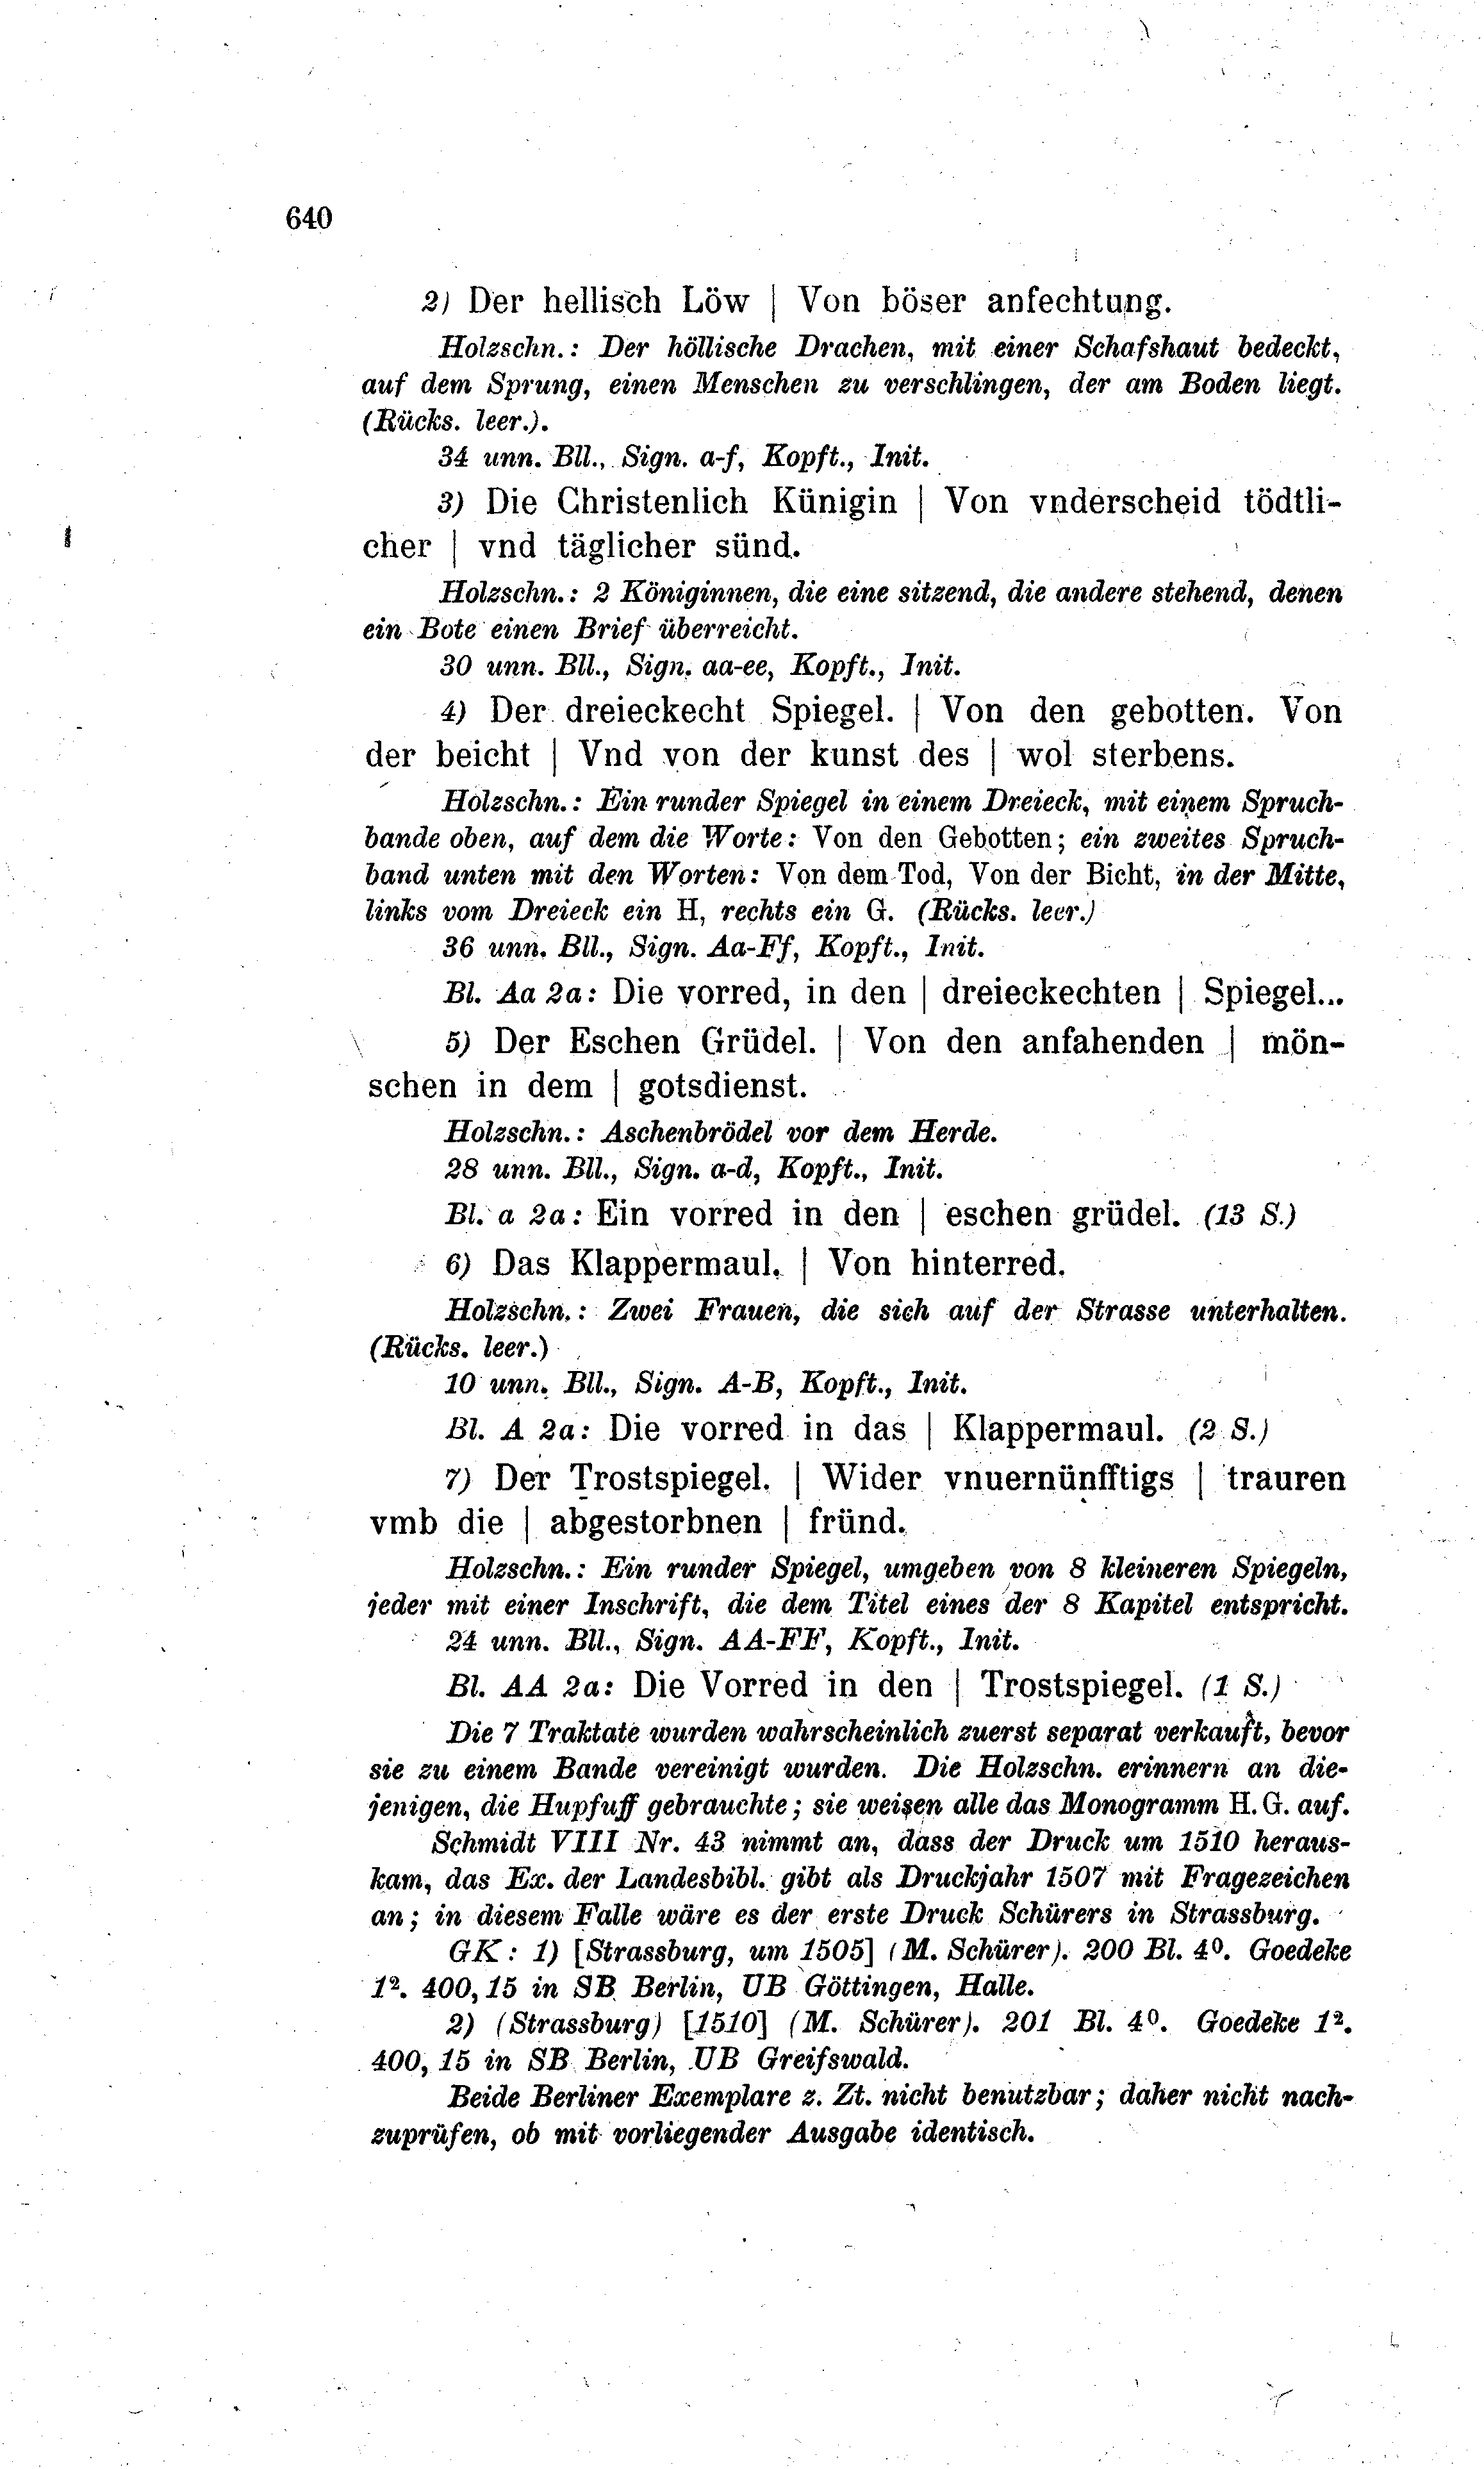 640
2) Der hellisch Löw | Von böser anfechtung.
Holzschn.: Der höllische Drachen, mit einer Schafshaut bedeckt,
auf dem Sprung, einen Menschen zu verschlingen, der am Boden liegt.
(Rücks. leer.).
34 unn. Bll., Sign. a-f, Kopft., Init.
3) Die Christenlich Künigin | Von vnderscheid tödtli-
cher | vnd täglicher sünd.
Holzschn.: 2 Königinnen, die eine sitzend, die andere stehend, denen
ein Bote einen Brief überreicht.
30 unn. Bll., Sign. aa-ee, Kopft., Init.
4) Der dreieckecht Spiegel. | Von den gebotten. Von
der beicht | Vnd von der kunst des | wol sterbens.
Holzschn.: Ein runder Spiegel in einem Dreieck, mit einem Spruch-
bande oben, auf dem die Worte: Von den Gebotten; ein zweites Spruch-
band unten mit den Worten: Von dem Tod, Von der Bicht, in der Mitte,
links vom Dreieck ein H, rechts ein G. (Rücks. leer.)
36 unn. Bll., Sign. Aa-Ff, Kopft., Init.
Bl. Aa 2a: Die vorred, in den | dreieckechten | Spiegel...
5) Der Eschen Grüdel. | Von den anfahenden | mön-
schen in dem | gotsdienst.
Holzschn.: Aschenbrödel vor dem Herde.
28 unn. Bll., Sign. a-d, Kopft., Init.
Bl. a 2a: Ein vorred in den | eschen grüdel. (13 S.)
6) Das Klappermaul. | Von hinterred.
Holzschn.: Zwei Frauen, die sich auf der Strasse unterhalten.
(Rücks. leer.)
10 unn. Bll., Sign. A-B, Kopft., Init.
Bl. A 2a: Die vorred in das | Klappermaul. (2 S.)
7) Der Trostspiegel. | Wider vnuernünfftigs | trauren
vmb die | abgestorbnen | fründ.
Holzschn.: Ein runder Spiegel, umgeben von 8 kleineren Spiegeln,
jeder mit einer Inschrift, die dem Titel eines der 8 Kapitel entspricht.
24 unn. Bll., Sign. AA-FF, Kopft., Init.
Bl. AA 2a: Die Vorred in den | Trostspiegel. (1 S.)
Die 7 Traktate wurden wahrscheinlich zuerst separat verkauft, bevor
sie zu einem Bande vereinigt wurden. Die Holzschn. erinnern an die-
jenigen, die Hupfuff gebrauchte; sie weisen alle das Monogramm H. G. auf.
Schmidt VIII Nr. 43 nimmt an, dass der Druck um 1510 heraus-
kam, das Ex. der Landesbibl. gibt als Druckjahr 1507 mit Fragezeichen
an; in diesem Falle wäre es der erste Druck Schürers in Strassburg.
GK: 1) [Strassburg, um 1505] (M. Schürer). 200 Bl. 4⁰. Goedeke
1². 400, 15 in SB Berlin, UB Göttingen, Halle.
2) (Strassburg) [1510] (M. Schürer). 201 Bl. 4⁰. Goedeke 1².
400, 15 in SB Berlin, UB Greifswald.
Beide Berliner Exemplare z. Zt. nicht benutzbar; daher nicht nach-
zuprüfen, ob mit vorliegender Ausgabe identisch.